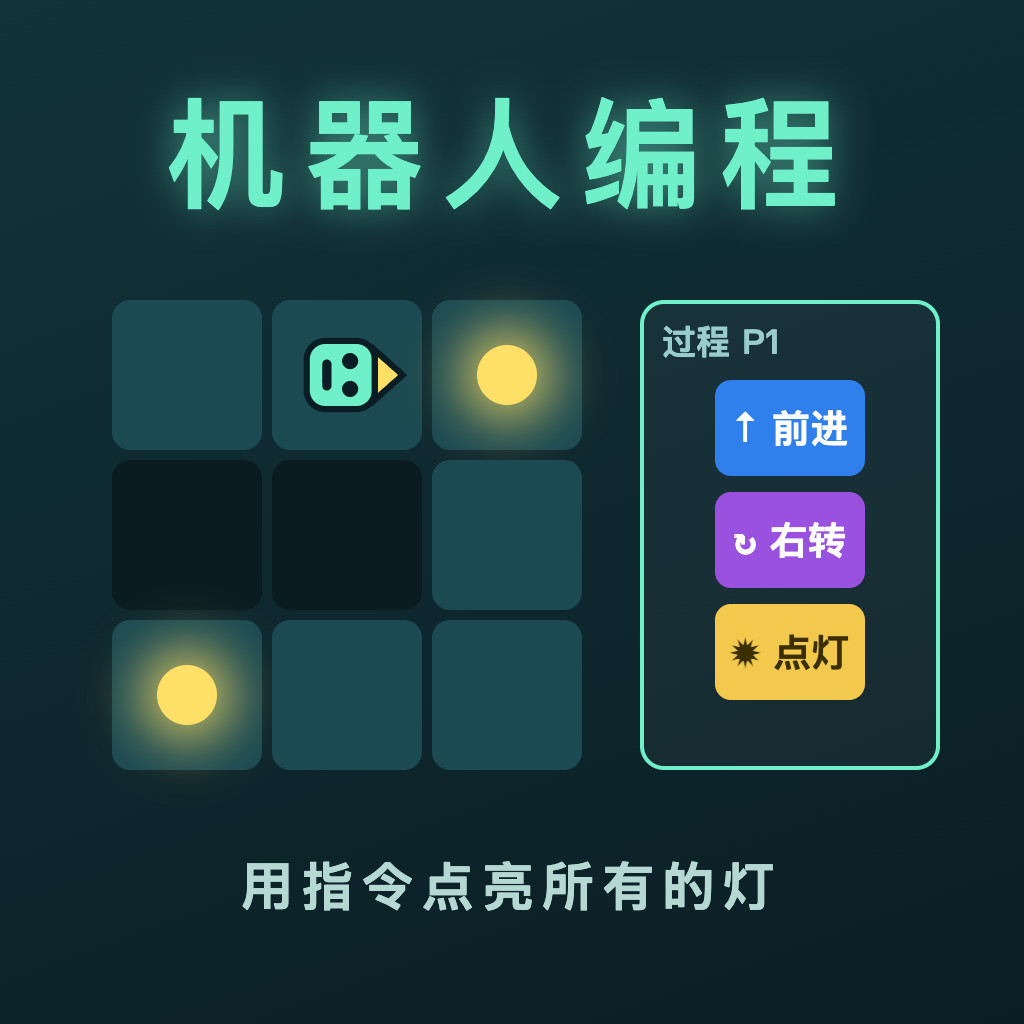 机器人编程
过程 P1
↑ 前进
↻ 右转
✹ 点灯
用指令点亮所有的灯